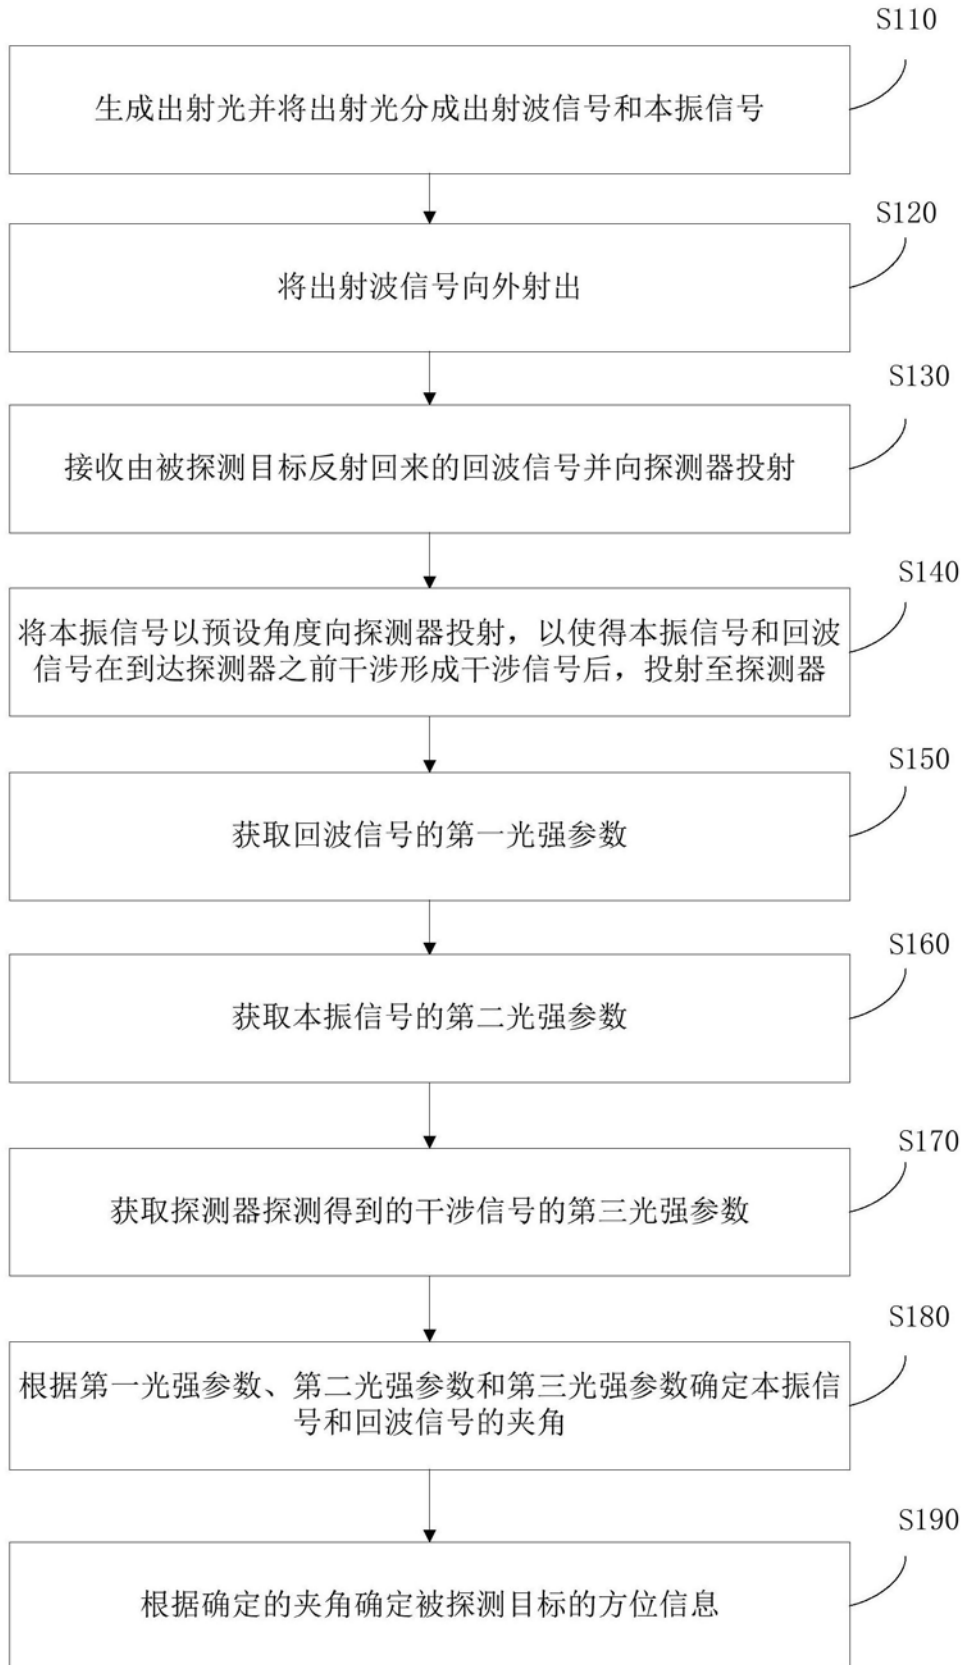 S110
生成出射光并将出射光分成出射波信号和本振信号
S120
将出射波信号向外射出
S130
接收由被探测目标反射回来的回波信号并向探测器投射
S140
将本振信号以预设角度向探测器投射，以使得本振信号和回波
信号在到达探测器之前干涉形成干涉信号后，投射至探测器
S150
获取回波信号的第一光强参数
S160
获取本振信号的第二光强参数
S170
获取探测器探测得到的干涉信号的第三光强参数
S180
根据第一光强参数、第二光强参数和第三光强参数确定本振信
号和回波信号的夹角
S190
根据确定的夹角确定被探测目标的方位信息